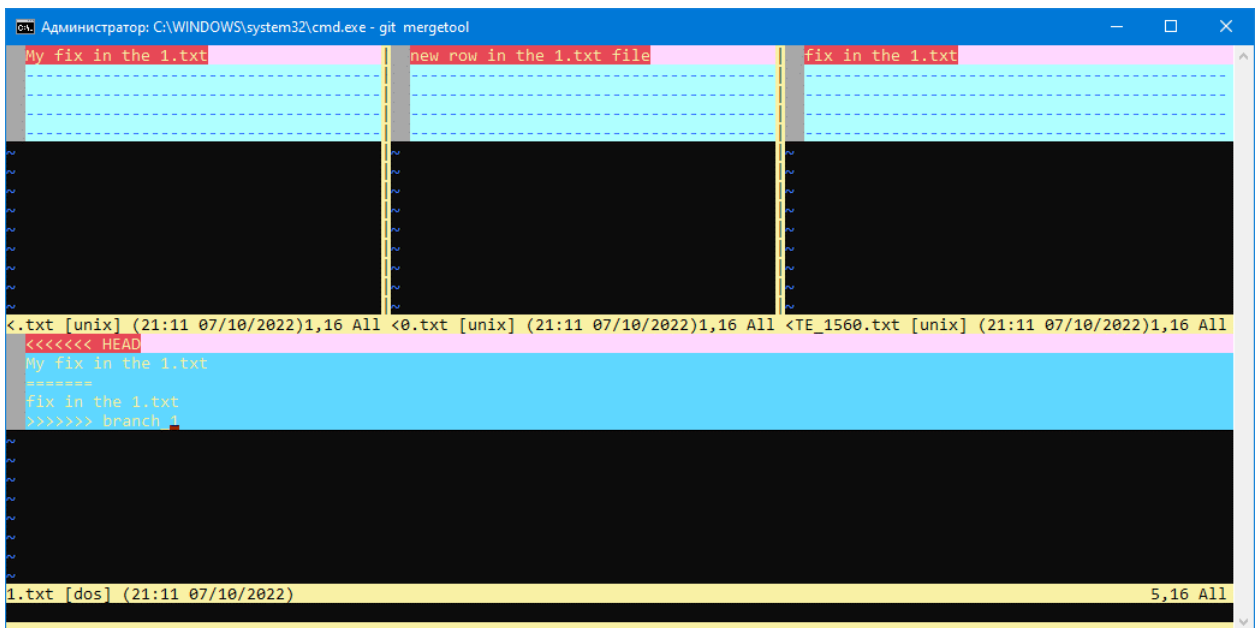 Администратор: C:\WINDOWS\system32\cmd.exe - git mergetool
My fix in the 1.txt
new row in the 1.txt file
fix in the 1.txt
<.txt [unix] (21:11 07/10/2022)1,16 All <0.txt [unix] (21:11 07/10/2022)1,16 All <TE_1560.txt [unix] (21:11 07/10/2022)1,16 All
<<<<<<< HEAD
My fix in the 1.txt
=======
fix in the 1.txt
>>>>>>> branch_1
1.txt [dos] (21:11 07/10/2022) 5,16 All